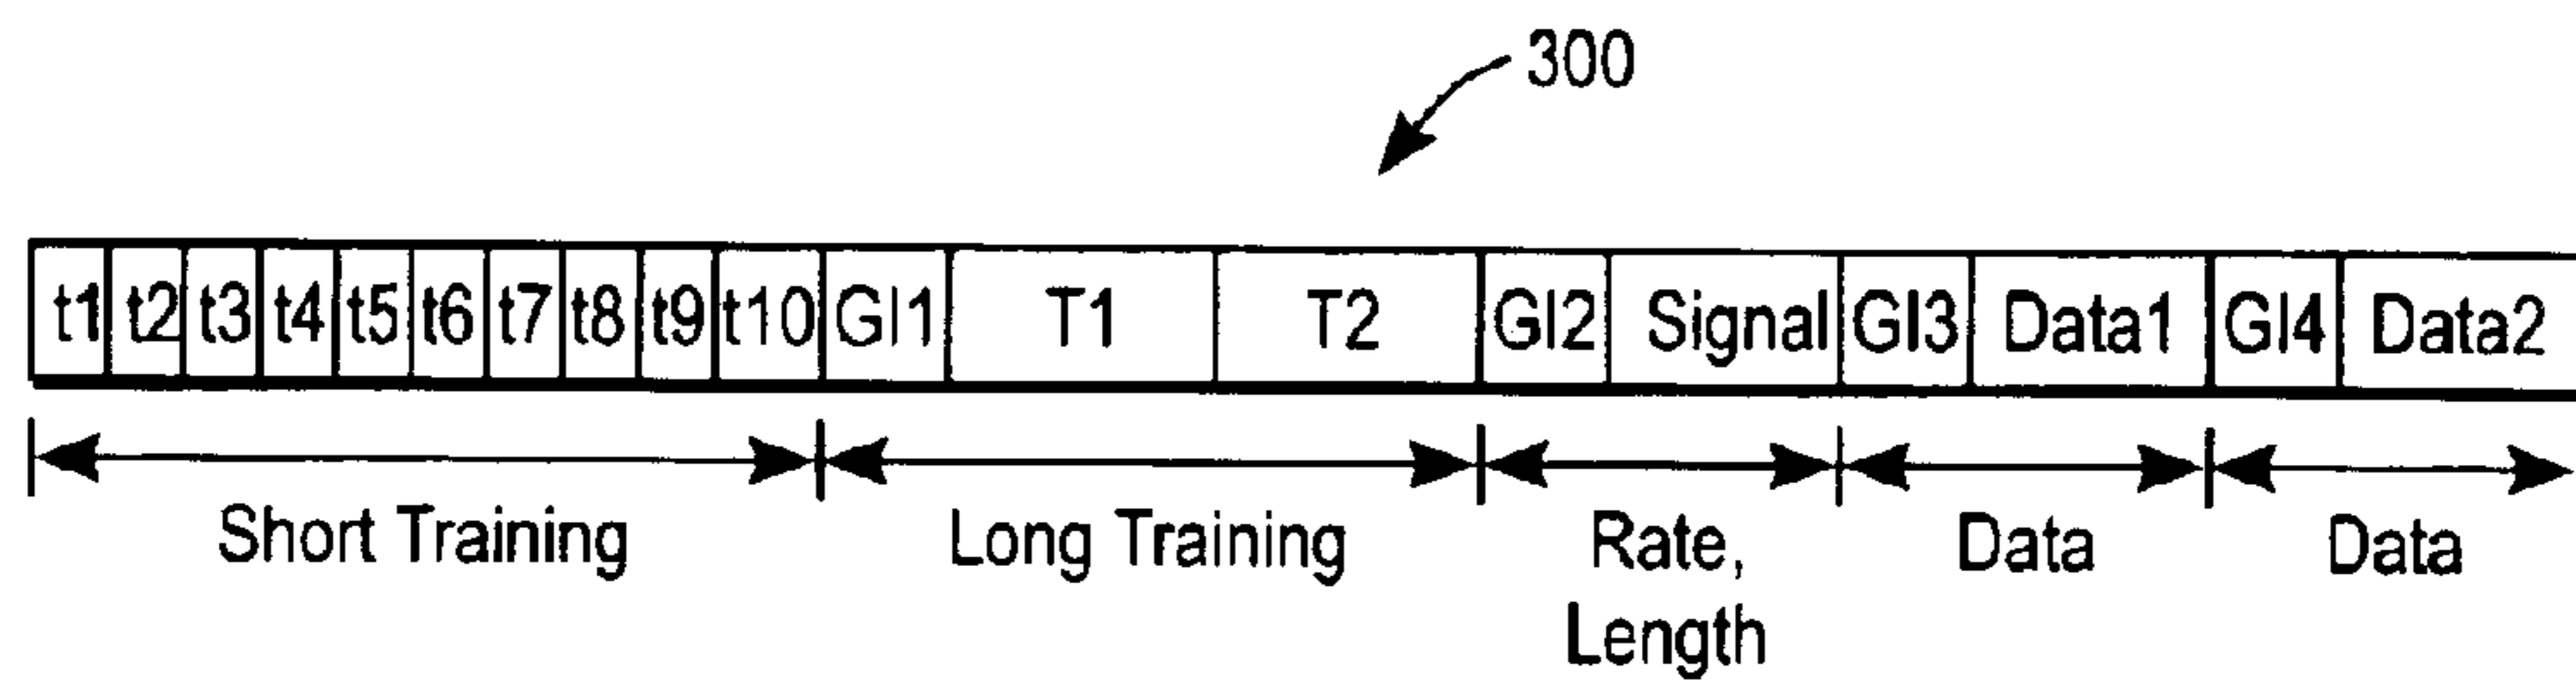 300
t1 t2 t3 t4 t5 t6 t7 t8 t9 t10 GI1 T1 T2 GI2 Signal GI3 Data1 GI4 Data2
Short Training Long Training Rate, Data Data
Length